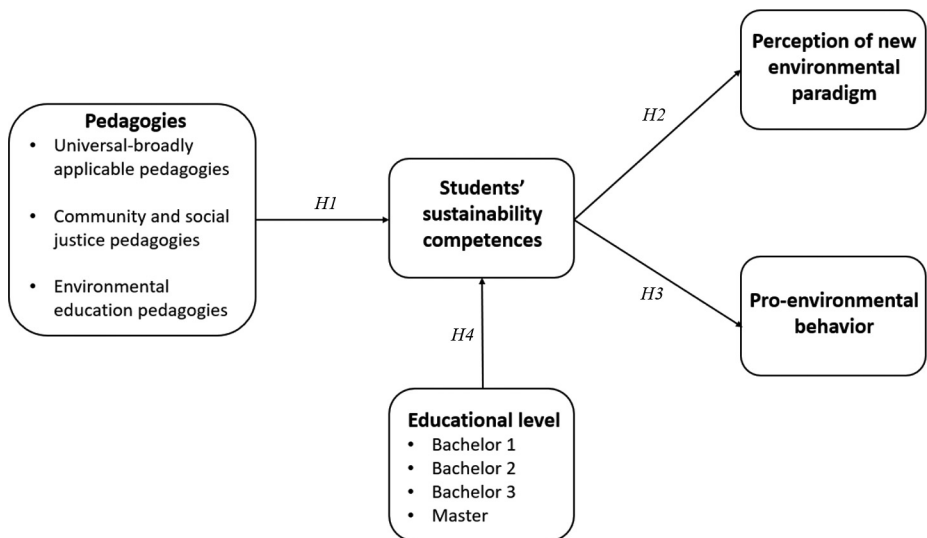 Pedagogies
• Universal-broadly
applicable pedagogies
• Community and social
justice pedagogies
• Environmental
education pedagogies
H1
Students’
sustainability
competences
H2
Perception of new
environmental
paradigm
H3
Pro-environmental
behavior
H4
Educational level
• Bachelor 1
• Bachelor 2
• Bachelor 3
• Master